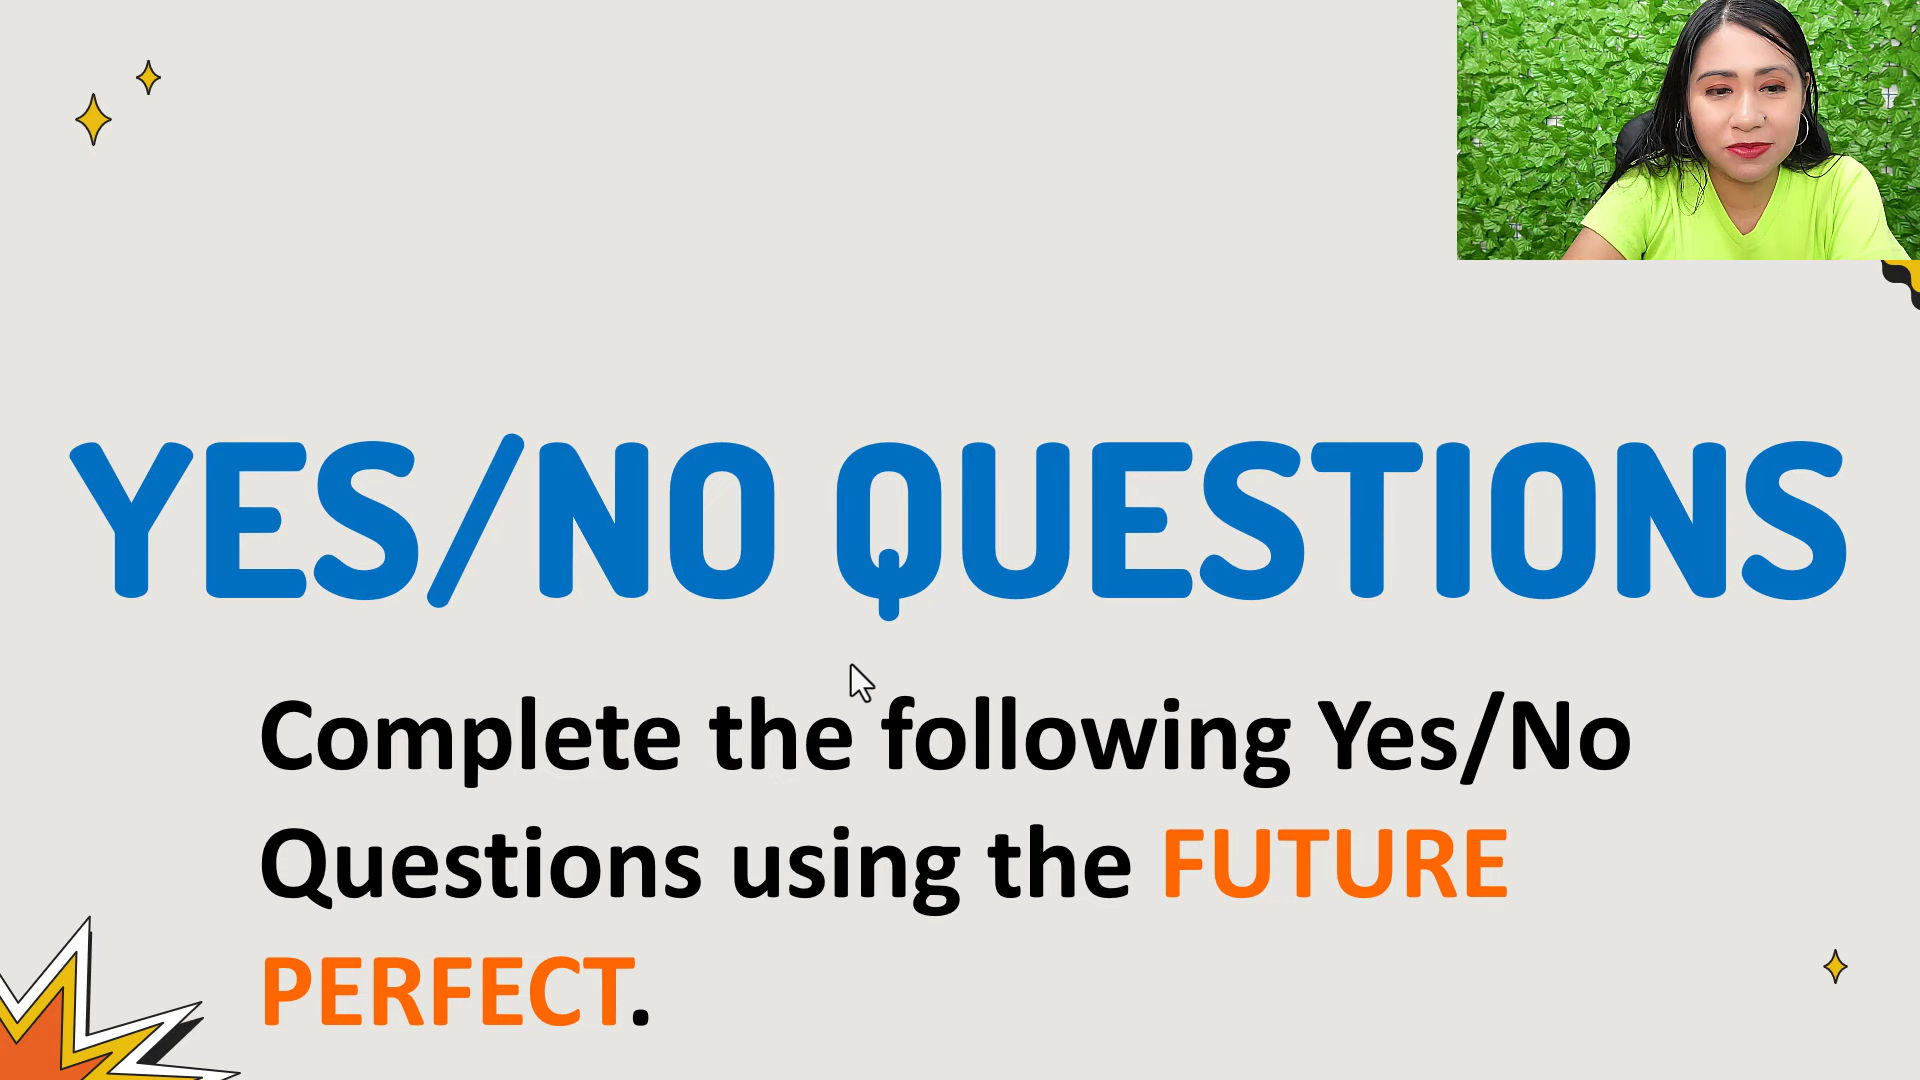 YES/NO QUESTIONS
Complete the following Yes/No
Questions using the FUTURE
PERFECT.